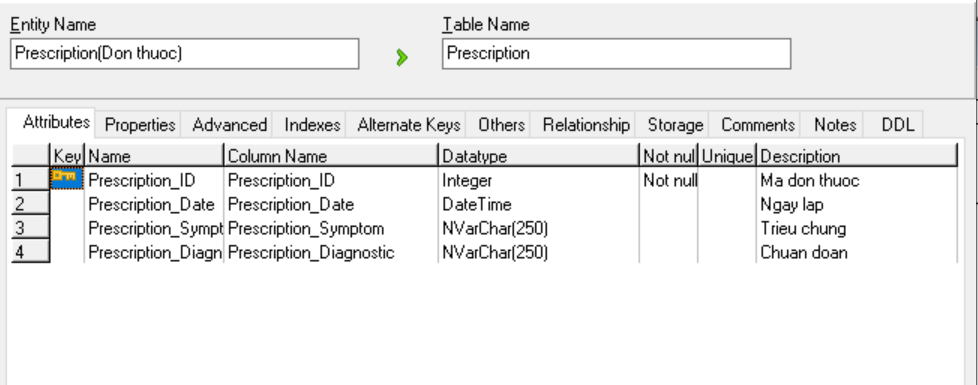 Entity Name Table Name
Prescription(Don thuoc) Prescription
Attributes Properties Advanced Indexes Alternate Keys Others Relationship Storage Comments Notes DDL
Key Name Column Name Datatype Not nul Unique Description
1 Prescription_ID Prescription_ID Integer Not null Ma don thuoc
2 Prescription_Date Prescription_Date DateTime Ngay lap
3 Prescription_Sympt Prescription_Symptom NVarChar(250) Trieu chung
4 Prescription_Diagn Prescription_Diagnostic NVarChar(250) Chuan doan